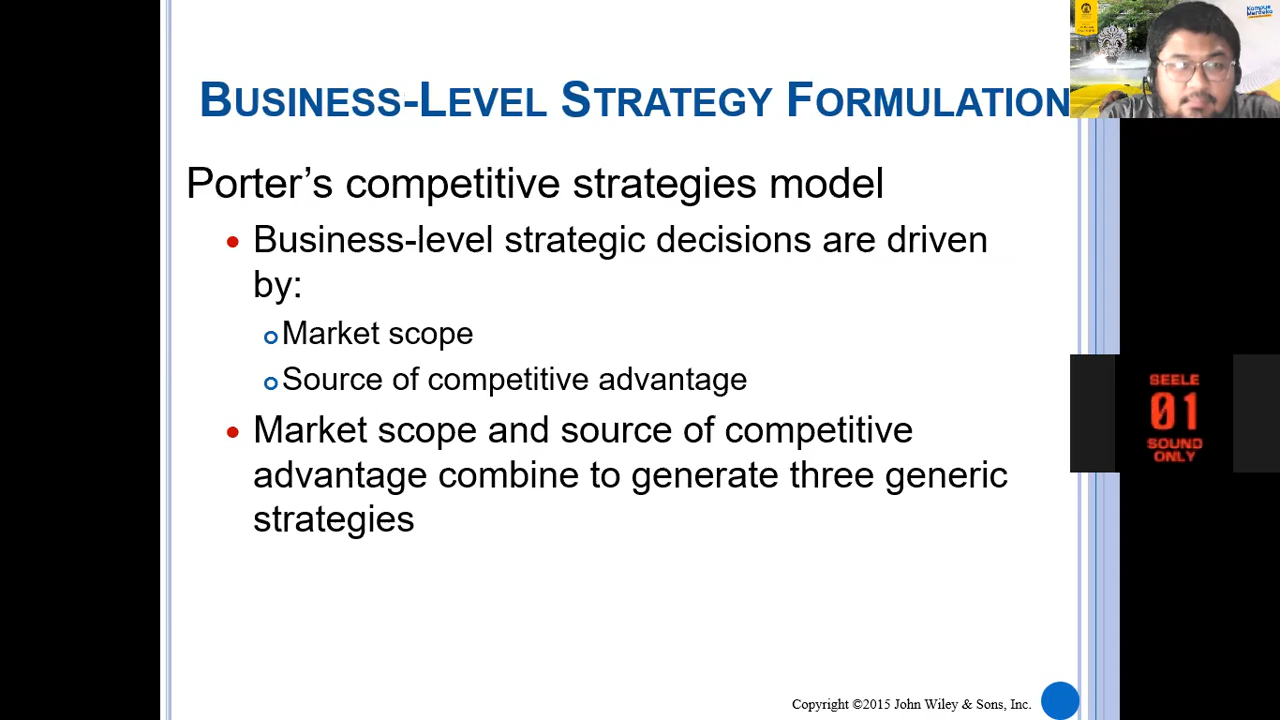 BUSINESS-LEVEL STRATEGY FORMULATION
Porter's competitive strategies model
Business-level strategic decisions are driven
by:
Market scope
Source of competitive advantage
Market scope and source of competitive
advantage combine to generate three generic
strategies
Copyright ©2015 John Wiley & Sons, Inc.
Kampus
Merdeka
SEELE
01
SOUND
ONLY